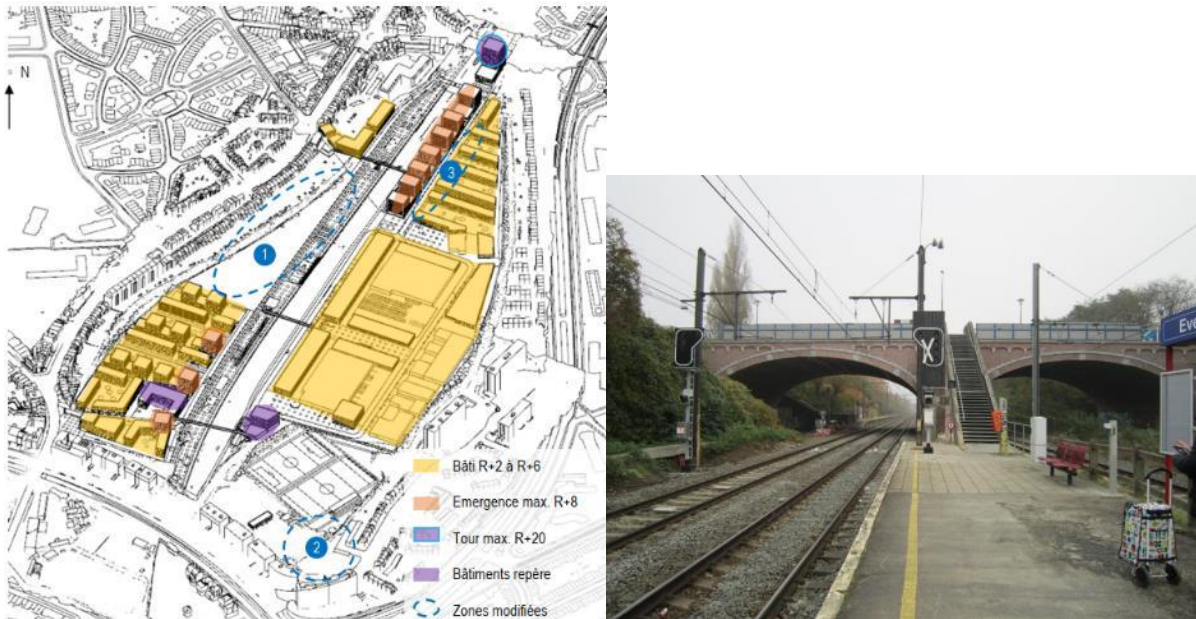 N
3
1
2
Bâti R+2 à R+6
Emergence max. R+8
Tour max. R+20
Bâtiments repère
Zones modifiées
Eve